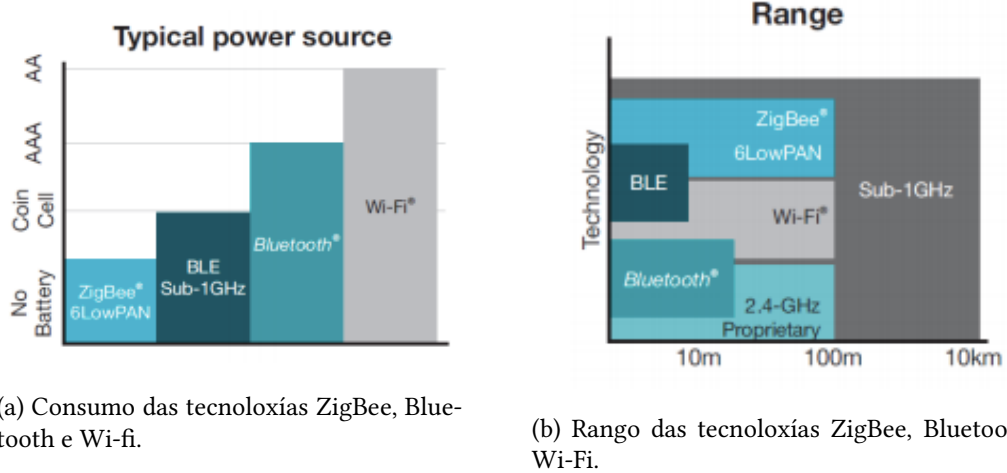 Typical power source
AA
AAA
Coin
Cell
No
Battery
ZigBee®
6LowPAN
BLE
Sub-1GHz
Bluetooth®
Wi-Fi®
(a) Consumo das tecnoloxías ZigBee, Blue-
tooth e Wi-fi.
Range
Technology
ZigBee®
6LowPAN
BLE
Wi-Fi®
Sub-1GHz
Bluetooth®
2.4-GHz
Proprietary
10m
100m
10km
(b) Rango das tecnoloxías ZigBee, Bluetoo
Wi-Fi.